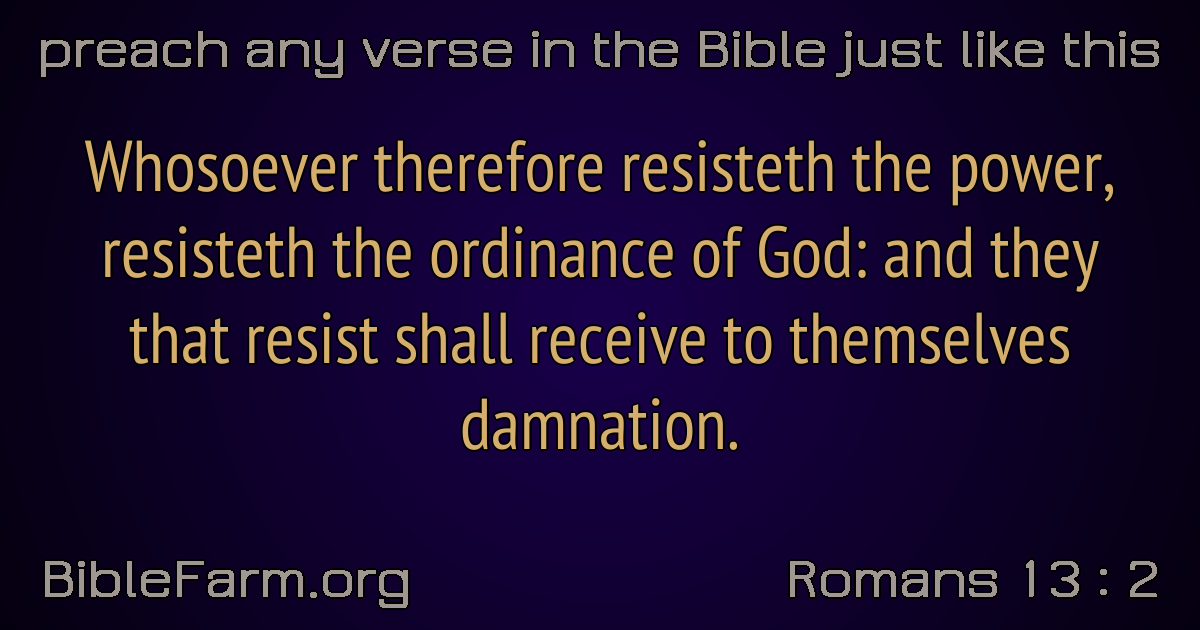 preach any verse in the Bible just like this
Whosoever therefore resisteth the power,
resisteth the ordinance of God: and they
that resist shall receive to themselves
damnation.
BibleFarm.org
Romans 13 : 2